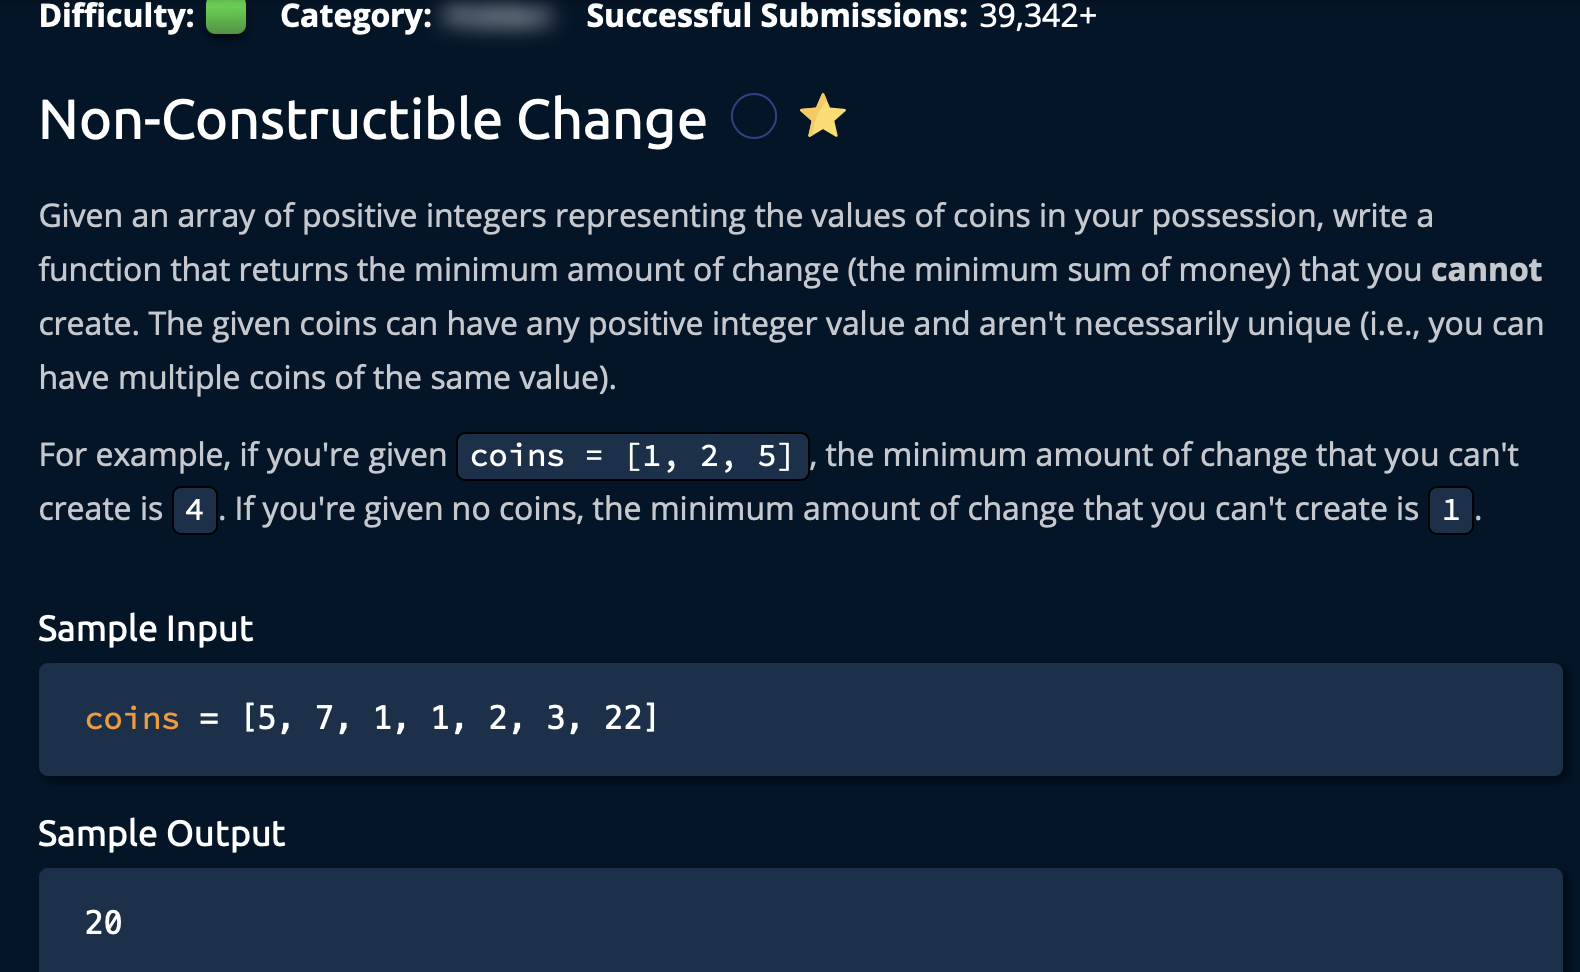 Difficulty: Category: Successful Submissions: 39,342+
Non-Constructible Change
Given an array of positive integers representing the values of coins in your possession, write a
function that returns the minimum amount of change (the minimum sum of money) that you cannot
create. The given coins can have any positive integer value and aren't necessarily unique (i.e., you can
have multiple coins of the same value).
For example, if you're given coins = [1, 2, 5] , the minimum amount of change that you can't
create is 4 . If you're given no coins, the minimum amount of change that you can't create is 1 .
Sample Input
coins = [5, 7, 1, 1, 2, 3, 22]
Sample Output
20